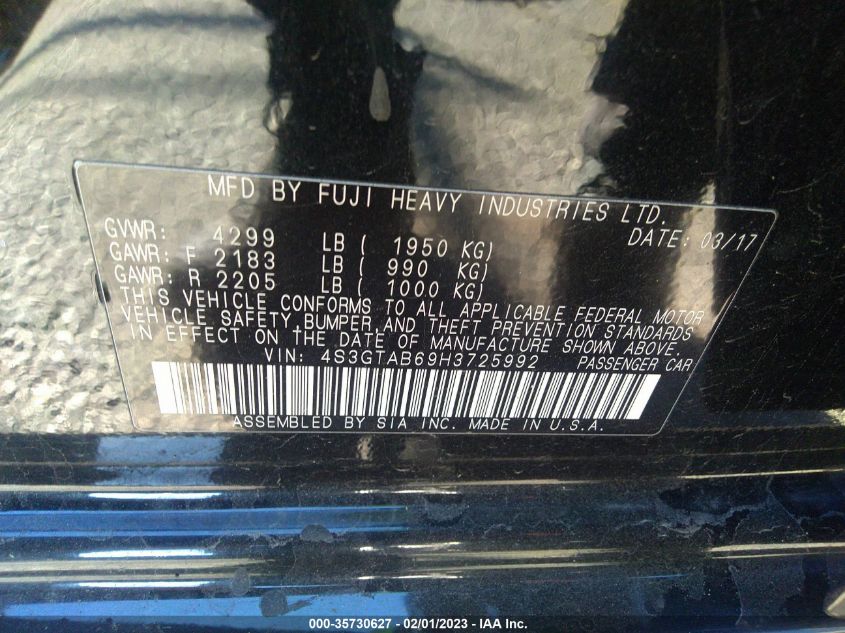 MFD BY FUJI HEAVY INDUSTRIES LTD.
DATE: 03/17
GVWR: 4299 LB ( 1950 KG)
GAWR: F 2183 LB ( 990 KG)
GAWR: R 2205 LB ( 1000 KG)
THIS VEHICLE CONFORMS TO ALL APPLICABLE FEDERAL MOTOR
VEHICLE SAFETY, BUMPER, AND THEFT PREVENTION STANDARDS
IN EFFECT ON THE DATE OF MANUFACTURE SHOWN ABOVE
VIN: 4S3GTAB69H3725992 PASSENGER CAR
ASSEMBLED BY SIA INC. MADE IN U.S.A.
000-35730627 - 02/01/2023 - IAA Inc.